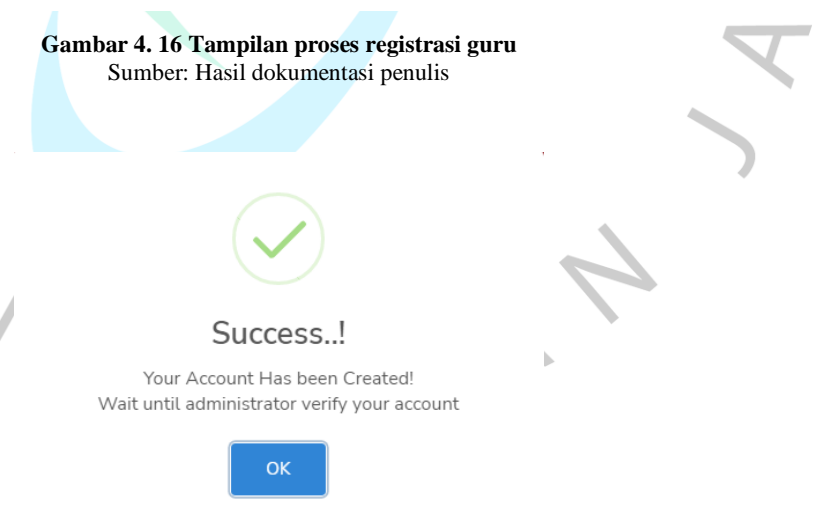 Gambar 4. 16 Tampilan proses registrasi guru
Sumber: Hasil dokumentasi penulis
Success..!
Your Account Has been Created!
Wait until administrator verify your account
OK
N J A